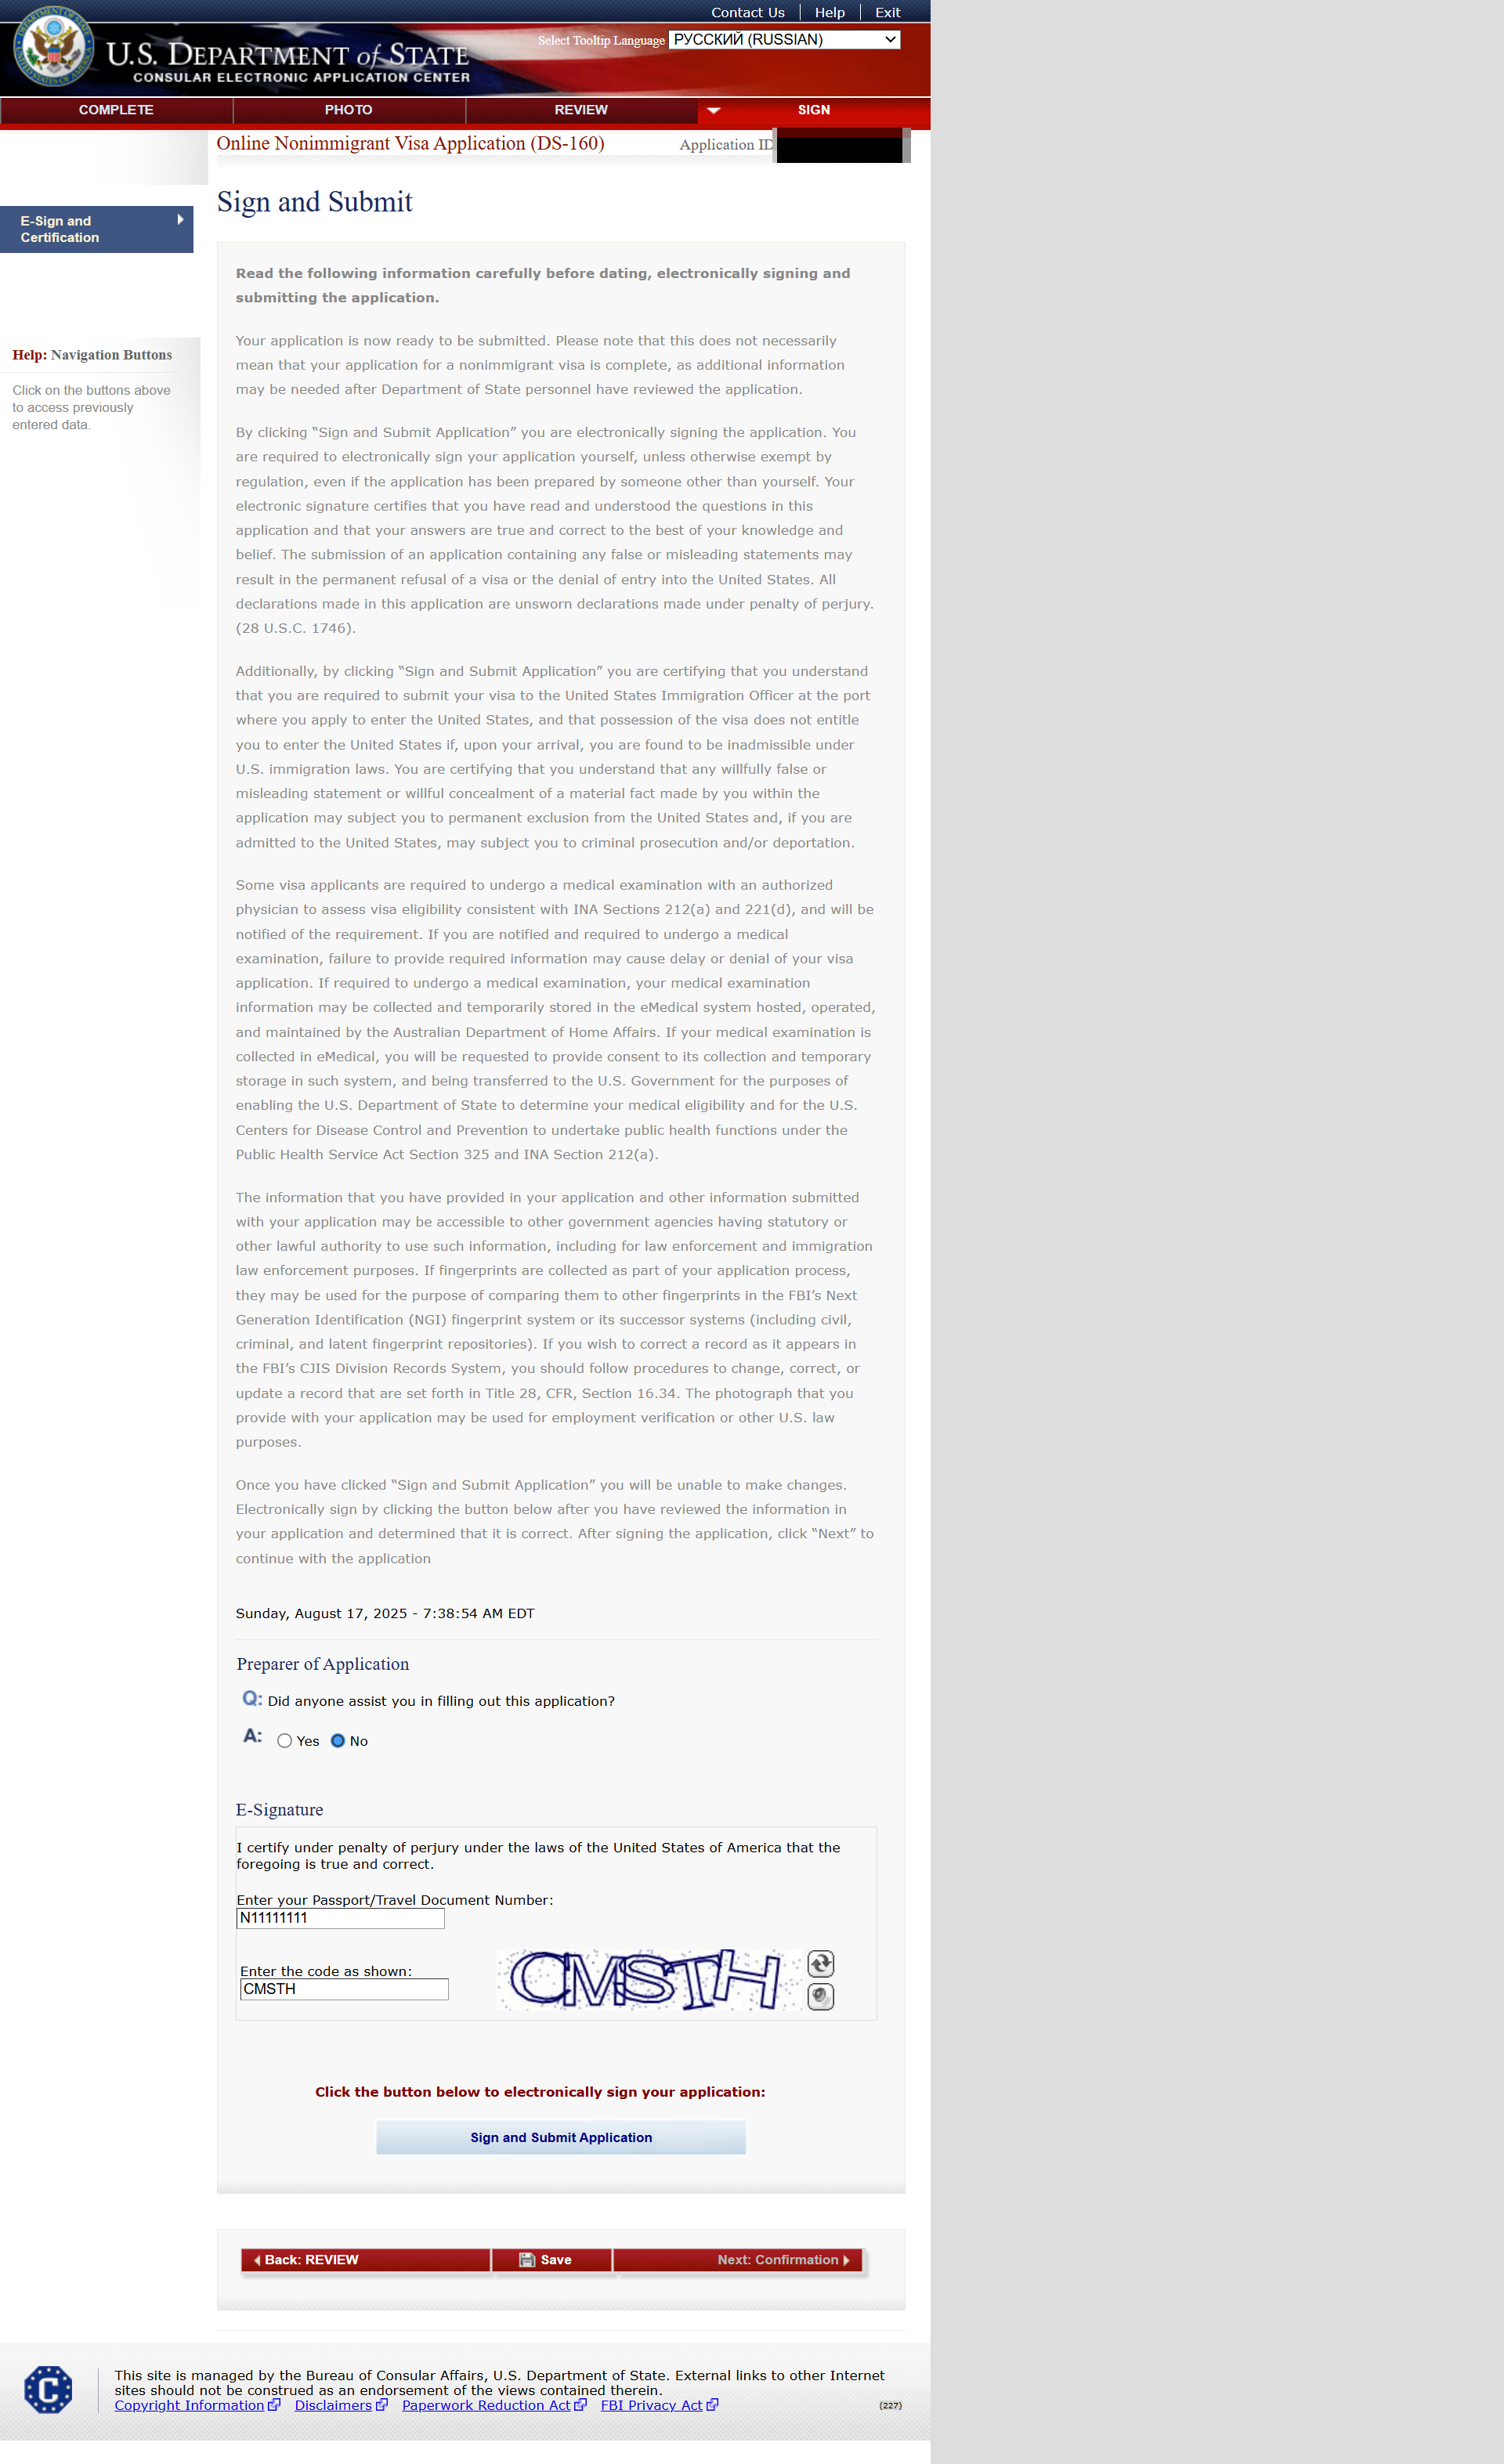 Contact Us
Help
Exit
U.S. DEPARTMENT of STATE
CONSULAR ELECTRONIC APPLICATION CENTER
Select Tooltip Language РУССКИЙ (RUSSIAN)
COMPLETE
PHOTO
REVIEW
SIGN
Online Nonimmigrant Visa Application (DS-160)
Application ID
Sign and Submit
E-Sign and
Certification
Help: Navigation Buttons
Click on the buttons above
to access previously
entered data.
Read the following information carefully before dating, electronically signing and
submitting the application.
Your application is now ready to be submitted. Please note that this does not necessarily
mean that your application for a nonimmigrant visa is complete, as additional information
may be needed after Department of State personnel have reviewed the application.
By clicking “Sign and Submit Application” you are electronically signing the application. You
are required to electronically sign your application yourself, unless otherwise exempt by
regulation, even if the application has been prepared by someone other than yourself. Your
electronic signature certifies that you have read and understood the questions in this
application and that your answers are true and correct to the best of your knowledge and
belief. The submission of an application containing any false or misleading statements may
result in the permanent refusal of a visa or the denial of entry into the United States. All
declarations made in this application are unsworn declarations made under penalty of perjury.
(28 U.S.C. 1746).
Additionally, by clicking “Sign and Submit Application” you are certifying that you understand
that you are required to submit your visa to the United States Immigration Officer at the port
where you apply to enter the United States, and that possession of the visa does not entitle
you to enter the United States if, upon your arrival, you are found to be inadmissible under
U.S. immigration laws. You are certifying that you understand that any willfully false or
misleading statement or willful concealment of a material fact made by you within the
application may subject you to permanent exclusion from the United States and, if you are
admitted to the United States, may subject you to criminal prosecution and/or deportation.
Some visa applicants are required to undergo a medical examination with an authorized
physician to assess visa eligibility consistent with INA Sections 212(a) and 221(d), and will be
notified of the requirement. If you are notified and required to undergo a medical
examination, failure to provide required information may cause delay or denial of your visa
application. If required to undergo a medical examination, your medical examination
information may be collected and temporarily stored in the eMedical system hosted, operated,
and maintained by the Australian Department of Home Affairs. If your medical examination is
collected in eMedical, you will be requested to provide consent to its collection and temporary
storage in such system, and being transferred to the U.S. Government for the purposes of
enabling the U.S. Department of State to determine your medical eligibility and for the U.S.
Centers for Disease Control and Prevention to undertake public health functions under the
Public Health Service Act Section 325 and INA Section 212(a).
The information that you have provided in your application and other information submitted
with your application may be accessible to other government agencies having statutory or
other lawful authority to use such information, including for law enforcement and immigration
law enforcement purposes. If fingerprints are collected as part of your application process,
they may be used for the purpose of comparing them to other fingerprints in the FBI’s Next
Generation Identification (NGI) fingerprint system or its successor systems (including civil,
criminal, and latent fingerprint repositories). If you wish to correct a record as it appears in
the FBI’s CJIS Division Records System, you should follow procedures to change, correct, or
update a record that are set forth in Title 28, CFR, Section 16.34. The photograph that you
provide with your application may be used for employment verification or other U.S. law
purposes.
Once you have clicked “Sign and Submit Application” you will be unable to make changes.
Electronically sign by clicking the button below after you have reviewed the information in
your application and determined that it is correct. After signing the application, click “Next” to
continue with the application
Sunday, August 17, 2025 - 7:38:54 AM EDT
Preparer of Application
Q: Did anyone assist you in filling out this application?
A: Yes No
E-Signature
I certify under penalty of perjury under the laws of the United States of America that the
foregoing is true and correct.
Enter your Passport/Travel Document Number:
N11111111
Enter the code as shown:
CMSTH
CMSTH
Click the button below to electronically sign your application:
Sign and Submit Application
Back: REVIEW
Save
Next: Confirmation
C
This site is managed by the Bureau of Consular Affairs, U.S. Department of State. External links to other Internet
sites should not be construed as an endorsement of the views contained therein.
Copyright Information Disclaimers Paperwork Reduction Act FBI Privacy Act
(227)